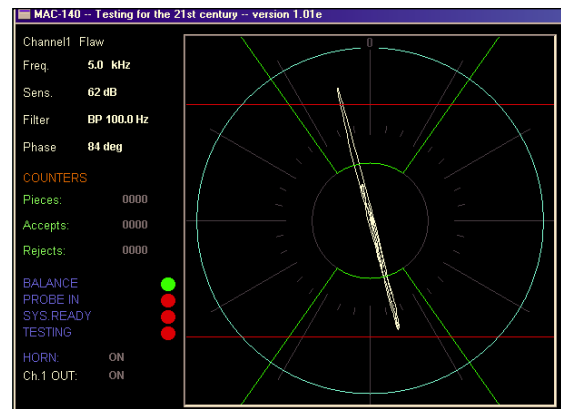 MAC-140 -- Testing for the 21st century -- version 1.01e
Channel1 Flaw
Freq. 5.0 kHz
Sens. 62 dB
Filter BP 100.0 Hz
Phase 84 deg
COUNTERS
Pieces: 0000
Accepts: 0000
Rejects: 0000
BALANCE
PROBE IN
SYS.READY
TESTING
HORN: ON
Ch.1 OUT: ON
0